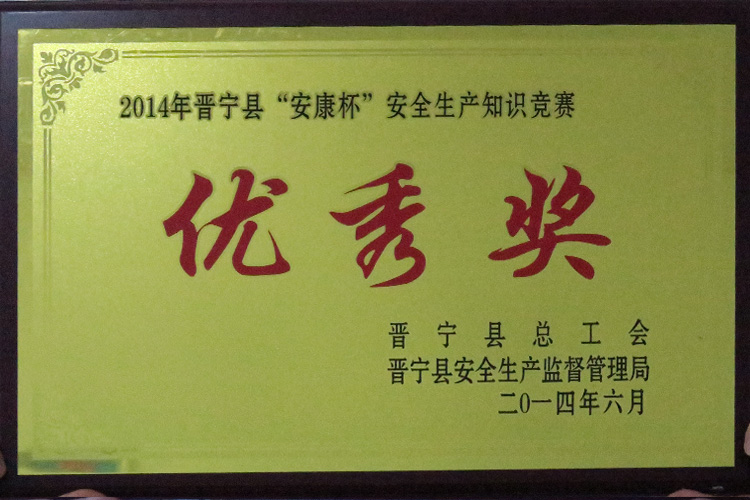 2014年晋宁县“安康杯”安全生产知识竞赛
优秀奖
晋宁县总工会
晋宁县安全生产监督管理局
二0一四年六月